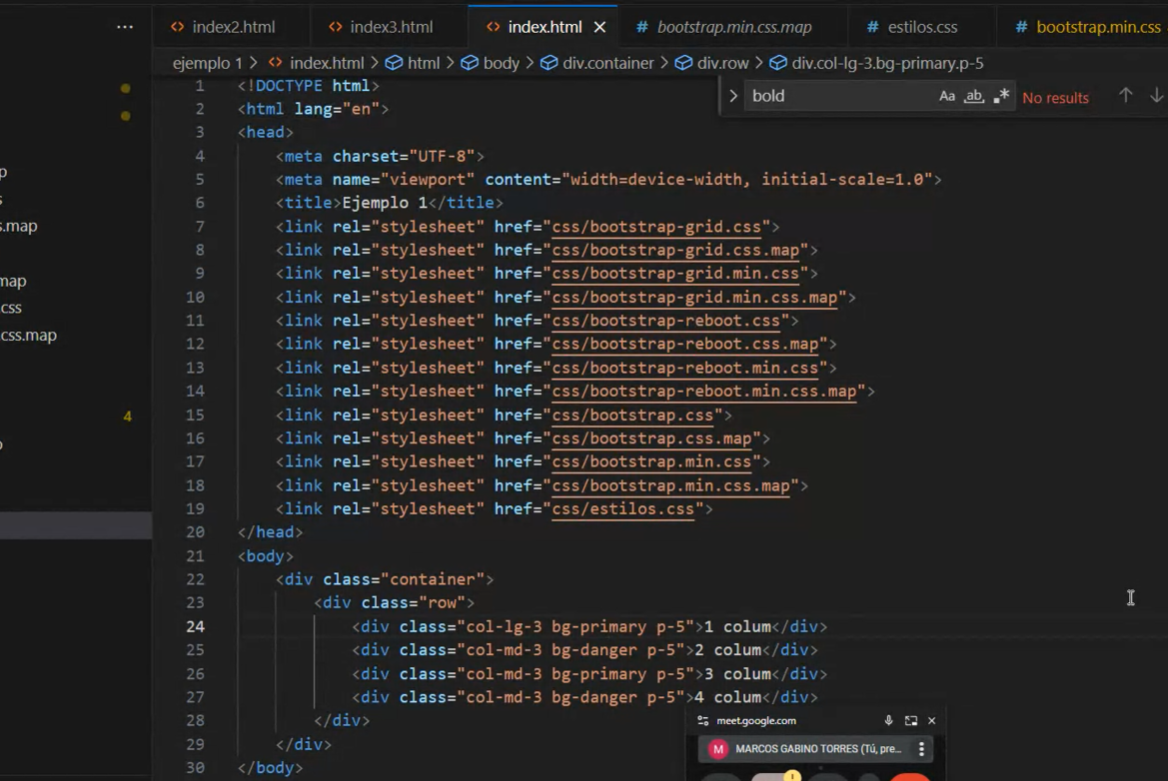 index2.html index3.html index.html bootstrap.min.css.map estilos.css bootstrap.min.css
ejemplo 1 > index.html > html > body > div.container > div.row > div.col-lg-3.bg-primary.p-5
bold Aa ab .* No results
.map
map
.css
.css.map
4
1 <!DOCTYPE html>
2 <html lang="en">
3 <head>
4 <meta charset="UTF-8">
5 <meta name="viewport" content="width=device-width, initial-scale=1.0">
6 <title>Ejemplo 1</title>
7 <link rel="stylesheet" href="css/bootstrap-grid.css">
8 <link rel="stylesheet" href="css/bootstrap-grid.css.map">
9 <link rel="stylesheet" href="css/bootstrap-grid.min.css">
10 <link rel="stylesheet" href="css/bootstrap-grid.min.css.map">
11 <link rel="stylesheet" href="css/bootstrap-reboot.css">
12 <link rel="stylesheet" href="css/bootstrap-reboot.css.map">
13 <link rel="stylesheet" href="css/bootstrap-reboot.min.css">
14 <link rel="stylesheet" href="css/bootstrap-reboot.min.css.map">
15 <link rel="stylesheet" href="css/bootstrap.css">
16 <link rel="stylesheet" href="css/bootstrap.css.map">
17 <link rel="stylesheet" href="css/bootstrap.min.css">
18 <link rel="stylesheet" href="css/bootstrap.min.css.map">
19 <link rel="stylesheet" href="css/estilos.css">
20 </head>
21 <body>
22 <div class="container">
23 <div class="row">
24 <div class="col-lg-3 bg-primary p-5">1 colum</div>
25 <div class="col-md-3 bg-danger p-5">2 colum</div>
26 <div class="col-md-3 bg-primary p-5">3 colum</div>
27 <div class="col-md-3 bg-danger p-5">4 colum</div>
28 </div>
29 </div>
30 </body>
meet.google.com
M MARCOS GABINO TORRES (Tú, pre...